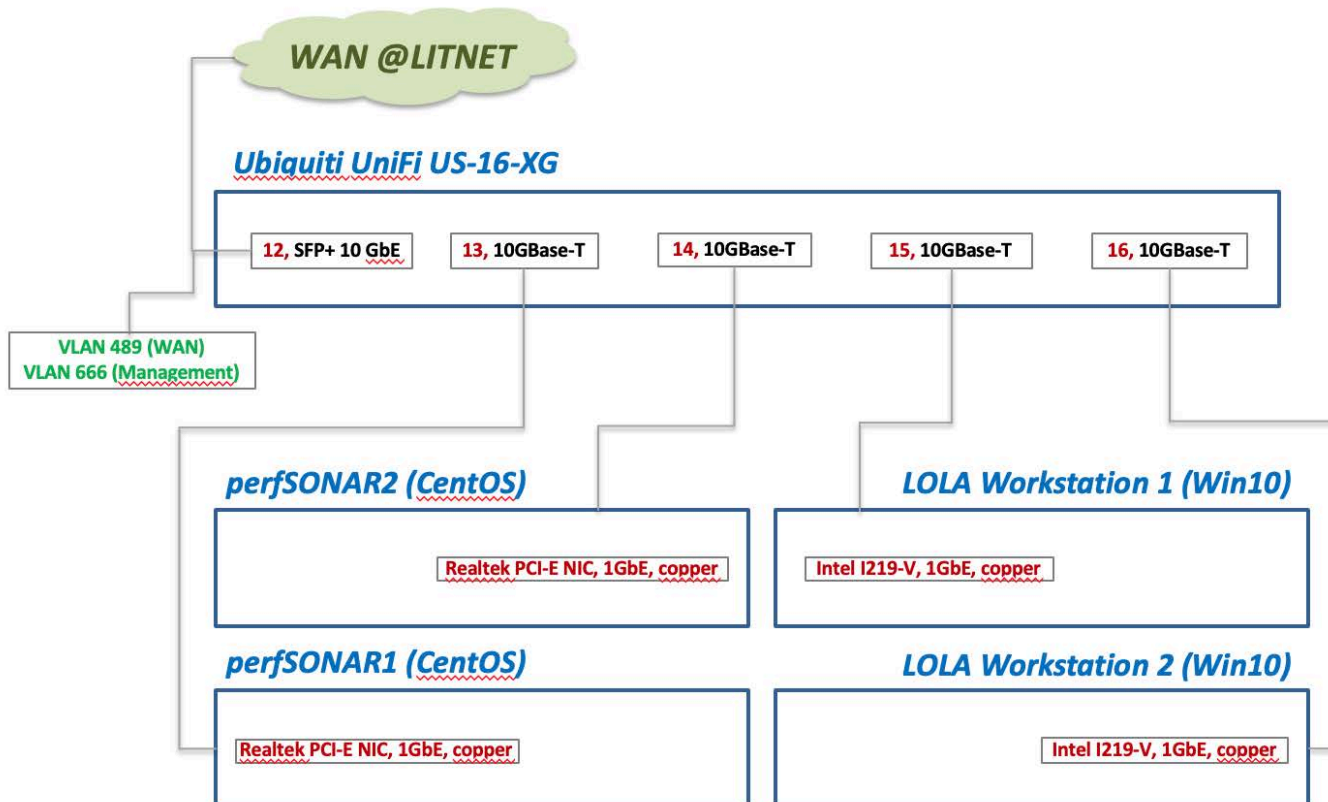 WAN @LITNET
Ubiquiti UniFi US-16-XG
12, SFP+ 10 GbE
13, 10GBase-T
14, 10GBase-T
15, 10GBase-T
16, 10GBase-T
VLAN 489 (WAN)
VLAN 666 (Management)
perfSONAR2 (CentOS)
LOLA Workstation 1 (Win10)
Realtek PCI-E NIC, 1GbE, copper
Intel I219-V, 1GbE, copper
perfSONAR1 (CentOS)
LOLA Workstation 2 (Win10)
Realtek PCI-E NIC, 1GbE, copper
Intel I219-V, 1GbE, copper